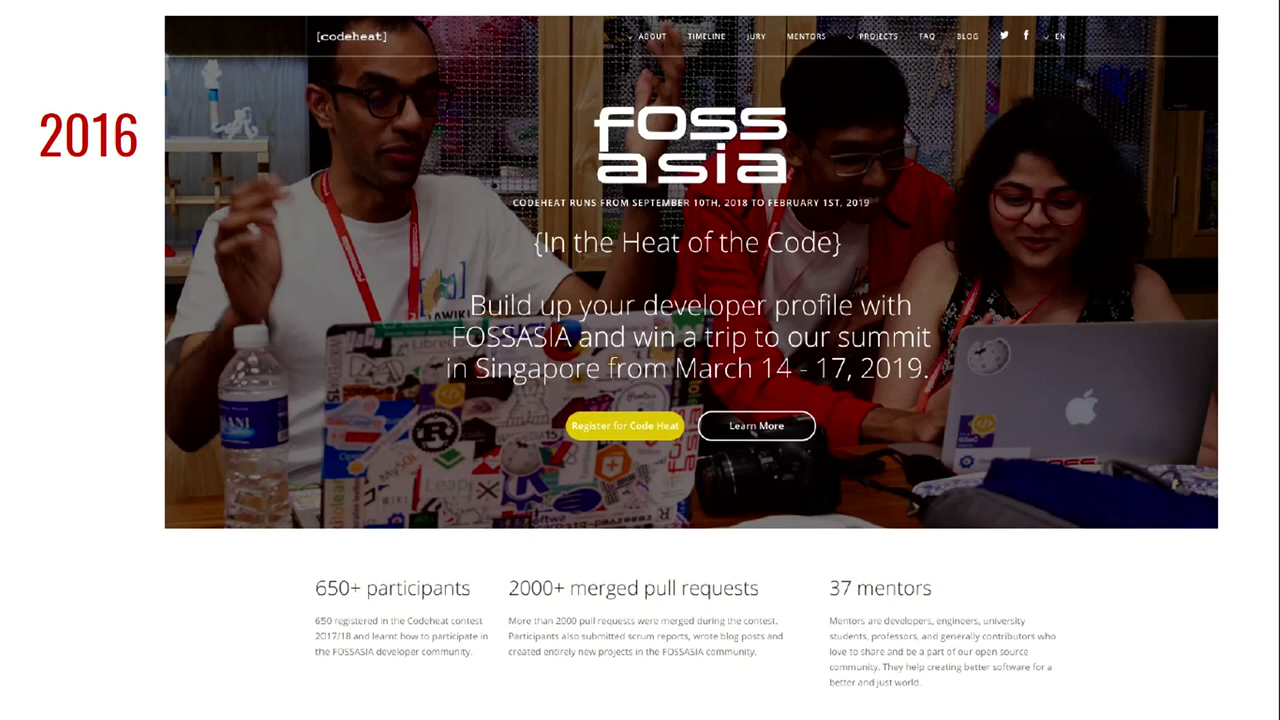 2016
[codeheat]
ABOUT TIMELINE JURY MENTORS PROJECTS FAQ BLOG EN
foss
asia
CODEHEAT RUNS FROM SEPTEMBER 10TH, 2018 TO FEBRUARY 1ST, 2019
{In the Heat of the Code}
Build up your developer profile with
FOSSASIA and win a trip to our summit
in Singapore from March 14 - 17, 2019.
Register for Code Heat
Learn More
650+ participants
650 registered in the Codeheat contest
2017/18 and learnt how to participate in
the FOSSASIA developer community.
2000+ merged pull requests
More than 2000 pull requests were merged during the contest.
Participants also submitted scrum reports, wrote blog posts and
created entirely new projects in the FOSSASIA community.
37 mentors
Mentors are developers, engineers, university
students, professors, and generally contributors who
love to share and be a part of our open source
community. They help creating better software for a
better and just world.